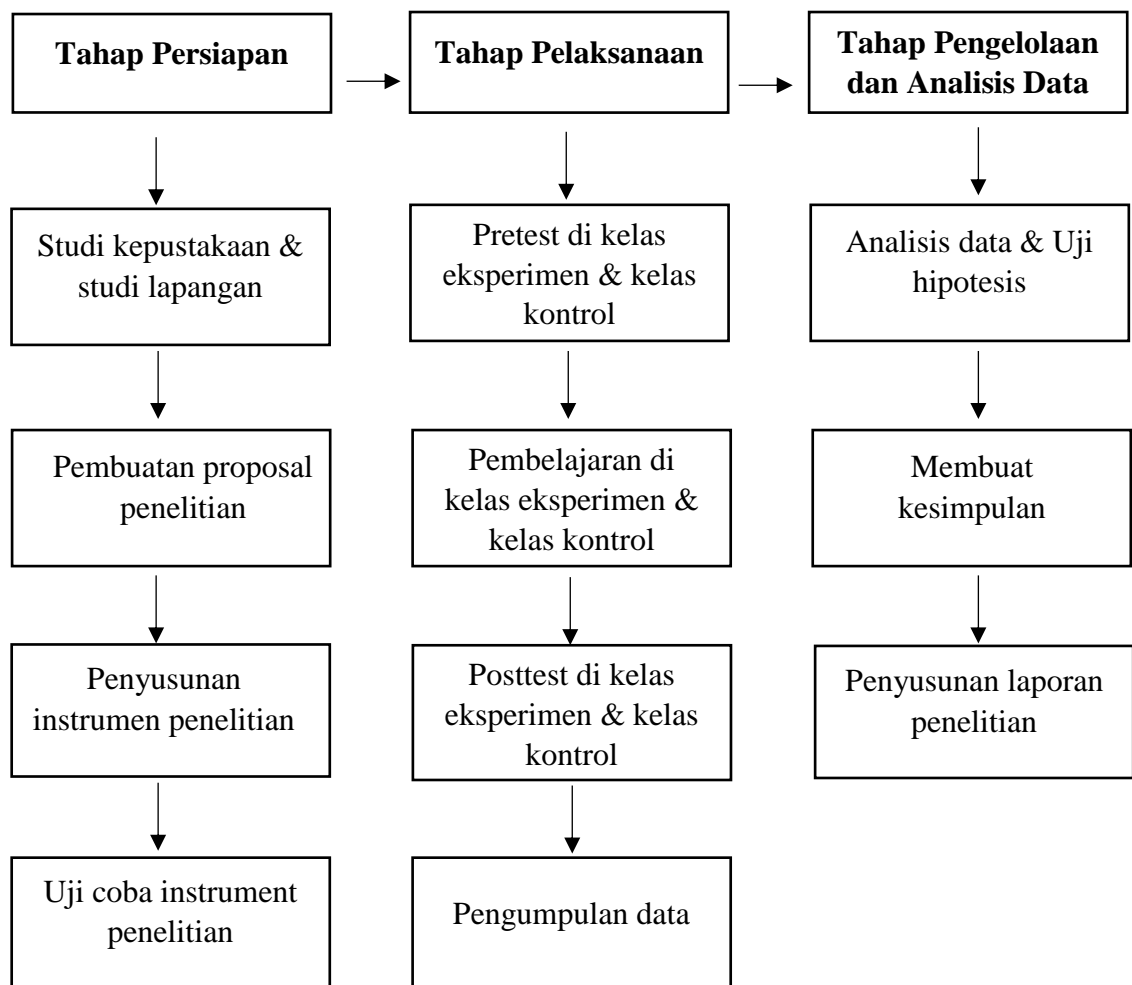 Tahap Persiapan
Studi kepustakaan &
studi lapangan
Pembuatan proposal
penelitian
Penyusunan
instrumen penelitian
Uji coba instrument
penelitian
Tahap Pelaksanaan
Pretest di kelas
eksperimen & kelas
kontrol
Pembelajaran di
kelas eksperimen &
kelas kontrol
Posttest di kelas
eksperimen & kelas
kontrol
Pengumpulan data
Tahap Pengelolaan
dan Analisis Data
Analisis data & Uji
hipotesis
Membuat
kesimpulan
Penyusunan laporan
penelitian